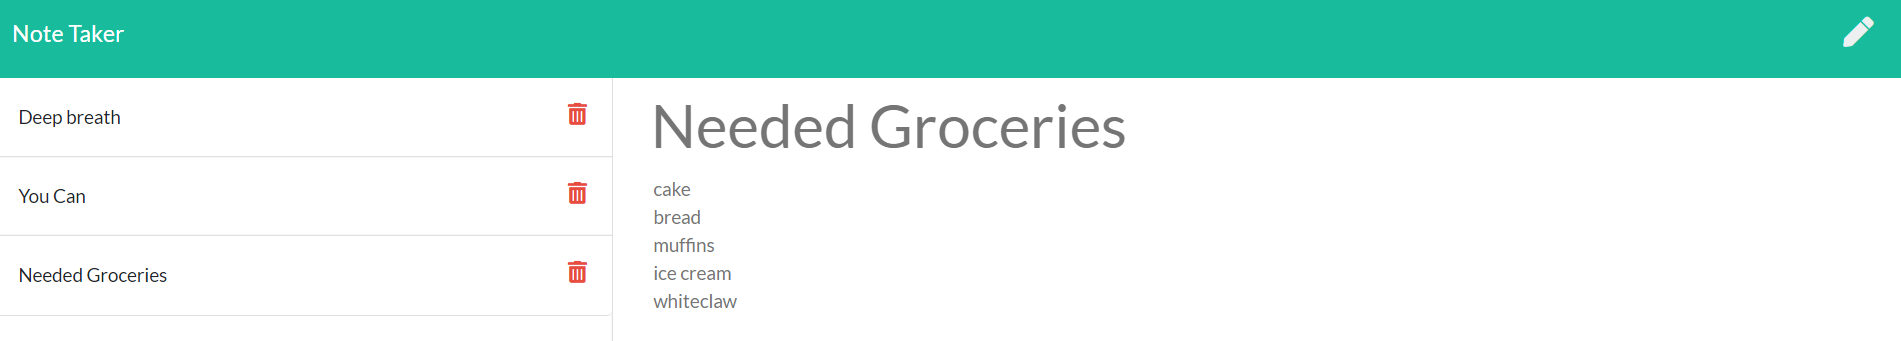 Note Taker
Deep breath
You Can
Needed Groceries
Needed Groceries
cake
bread
muffins
ice cream
whiteclaw